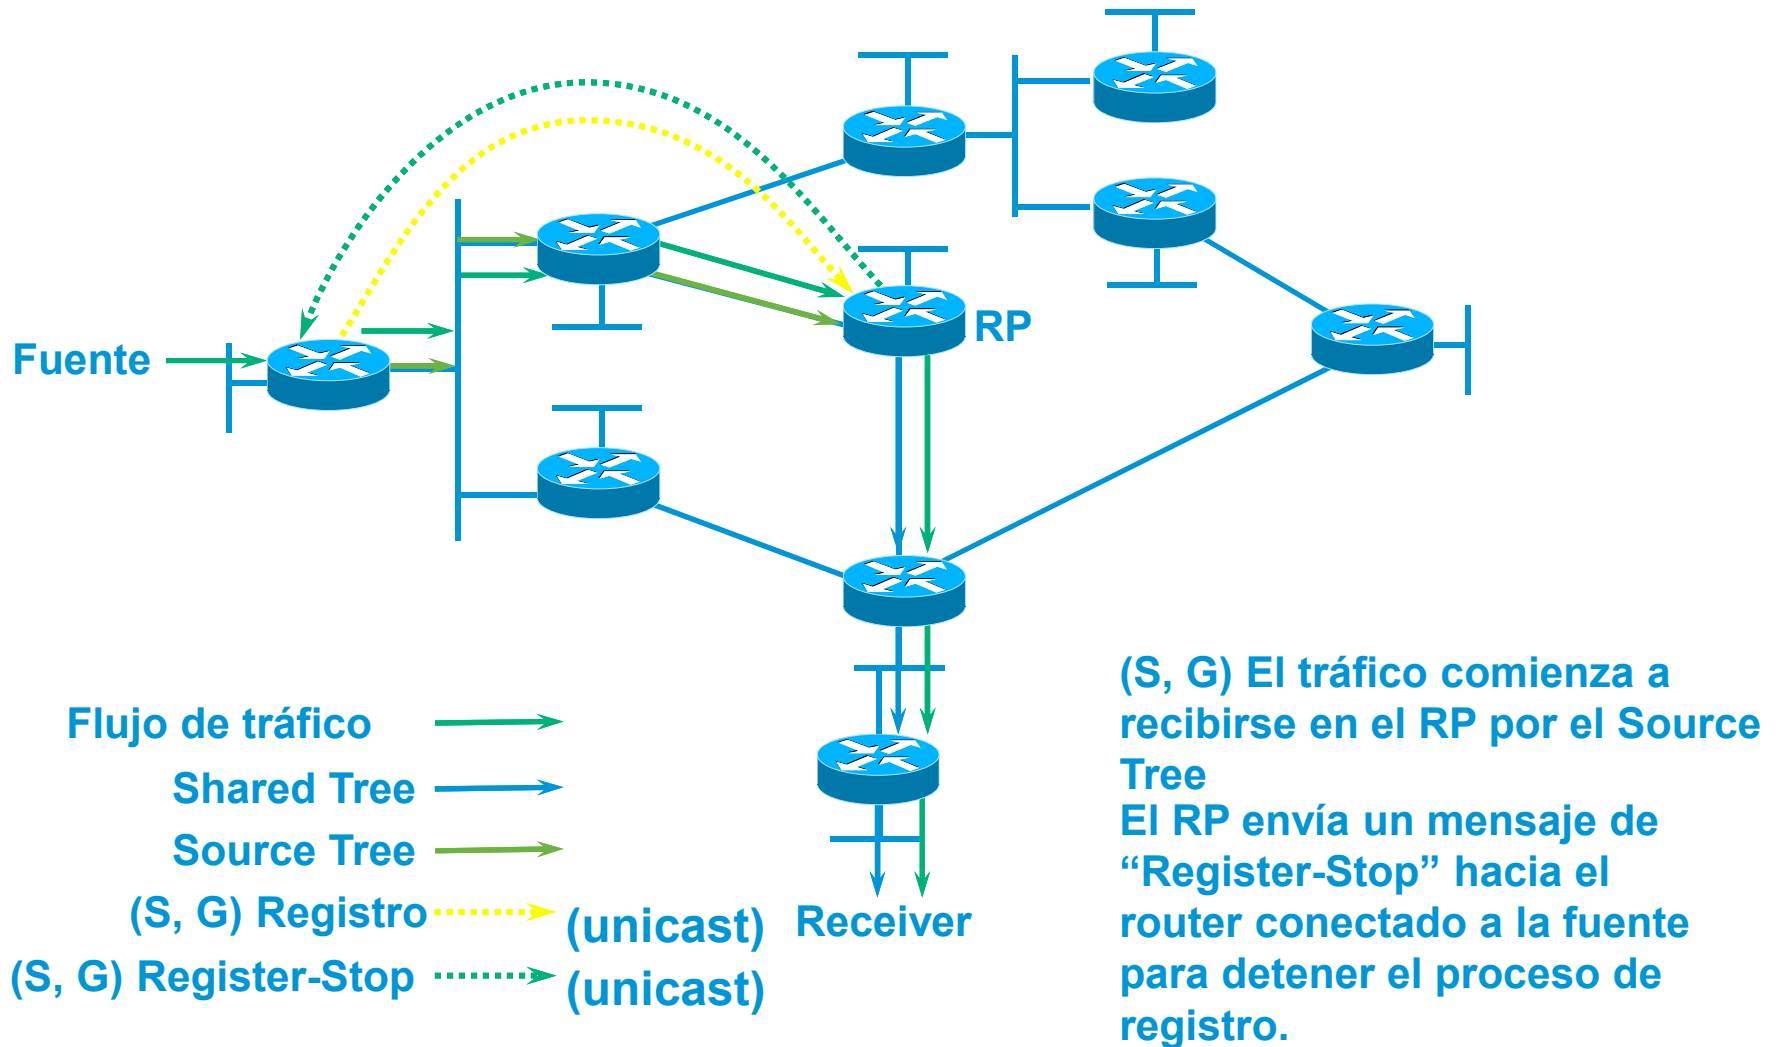 RP
Fuente
Flujo de tráfico
Shared Tree
Source Tree
(S, G) Registro (unicast)
(S, G) Register-Stop (unicast)
Receiver
(S, G) El tráfico comienza a
recibirse en el RP por el Source
Tree
El RP envía un mensaje de
“Register-Stop” hacia el
router conectado a la fuente
para detener el proceso de
registro.